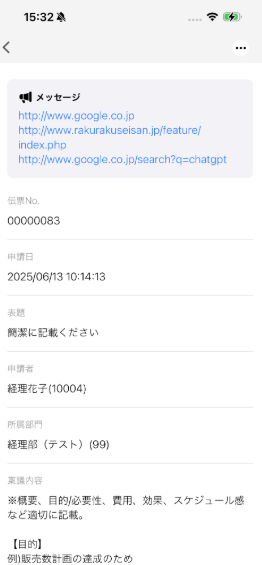 15:32
メッセージ
http://www.google.co.jp
http://www.rakurakuseisan.jp/feature/
index.php
http://www.google.co.jp/search?q=chatgpt
伝票No.
00000083
申請日
2025/06/13 10:14:13
表題
簡潔に記載ください
申請者
経理花子(10004)
所属部門
経理部（テスト）(99)
稟議内容
※概要、目的/必要性、費用、効果、スケジュール感
など適切に記載。
【目的】
例)販売数計画の達成のため